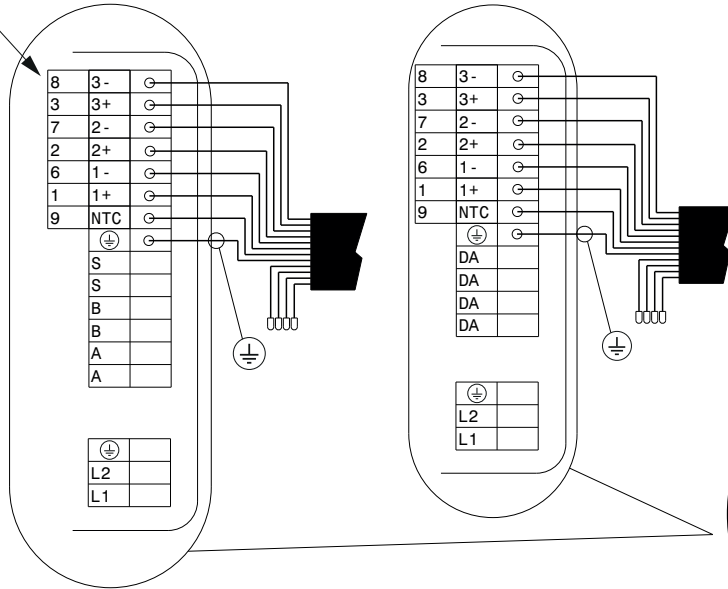 8 3-
3 3+
7 2-
2 2+
6 1-
1 1+
9 NTC
S
S
B
B
A
A
L2
L1
8 3-
3 3+
7 2-
2 2+
6 1-
1 1+
9 NTC
DA
DA
DA
DA
L2
L1